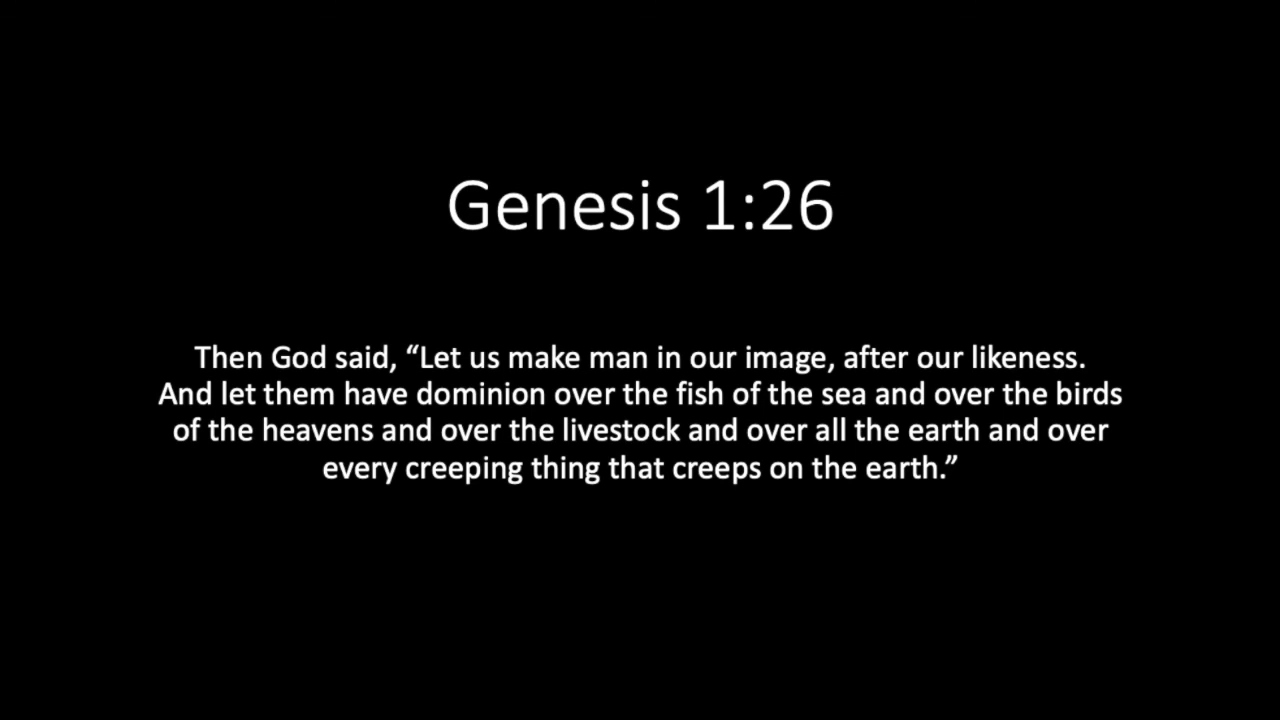 Genesis 1:26
Then God said, “Let us make man in our image, after our likeness.
And let them have dominion over the fish of the sea and over the birds
of the heavens and over the livestock and over all the earth and over
every creeping thing that creeps on the earth.”